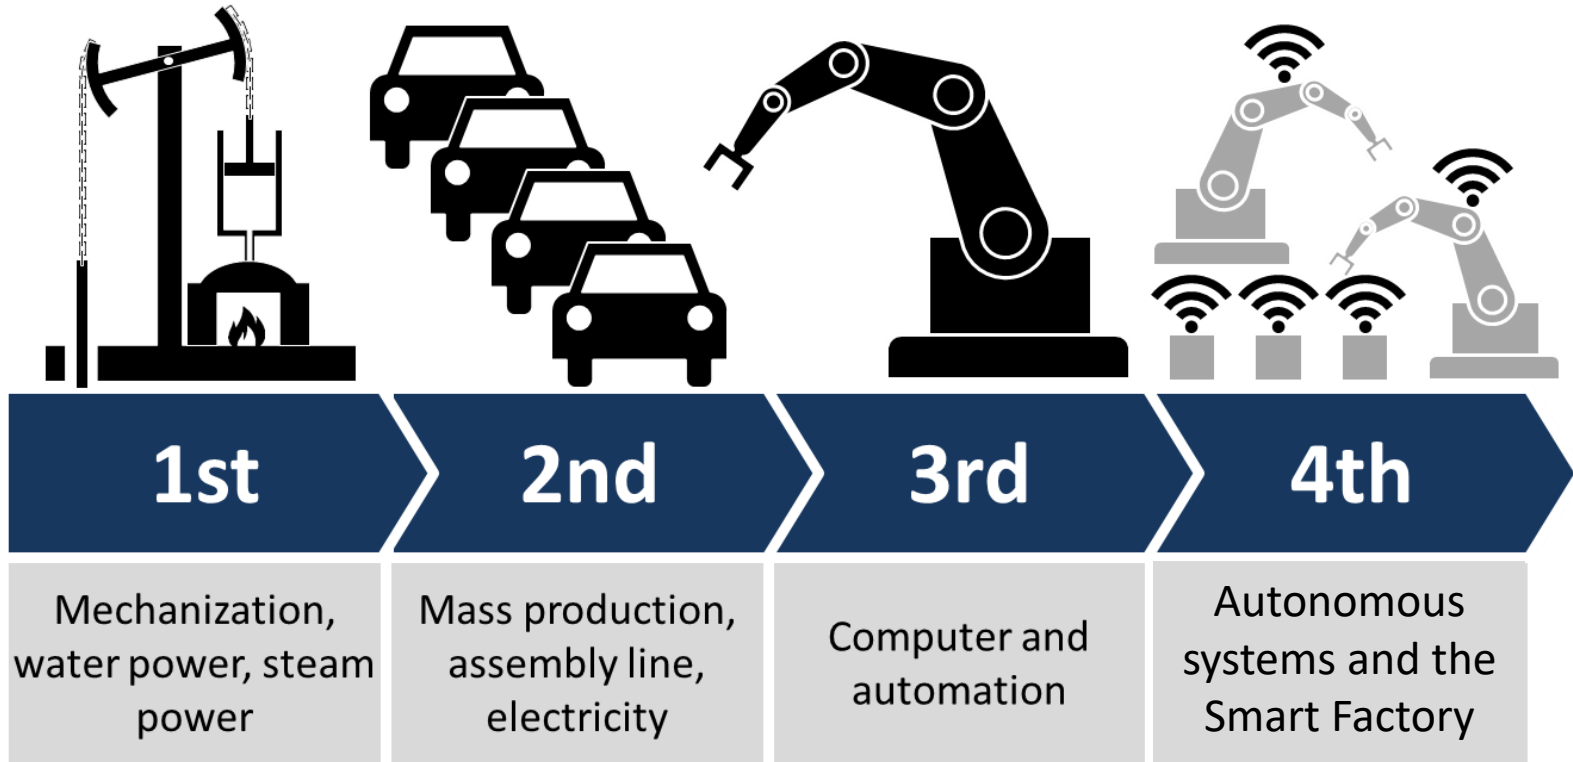 1st
2nd
3rd
4th
Mechanization,
water power, steam
power
Mass production,
assembly line,
electricity
Computer and
automation
Autonomous
systems and the
Smart Factory